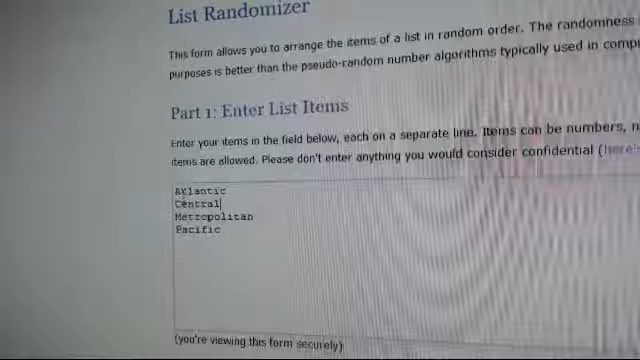 List Randomizer
This form allows you to arrange the items of a list in random order. The randomness
purposes is better than the pseudo-random number algorithms typically used in
Part 1: Enter List Items
Enter your items in the field below, each on a separate line. Items can be numbers,
items are allowed. Please don't enter anything you would consider confidential (here's
Atlantic
Central
Metropolitan
Pacific
(you're viewing this form securely)